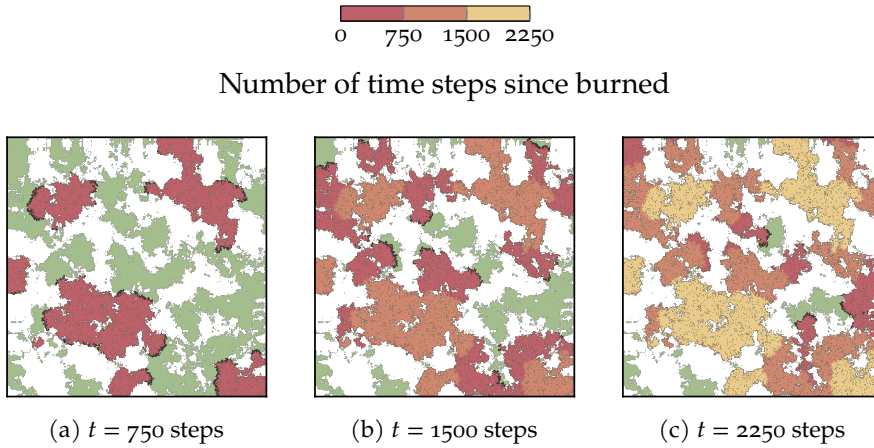 0 750 1500 2250
Number of time steps since burned
(a) t = 750 steps
(b) t = 1500 steps
(c) t = 2250 steps